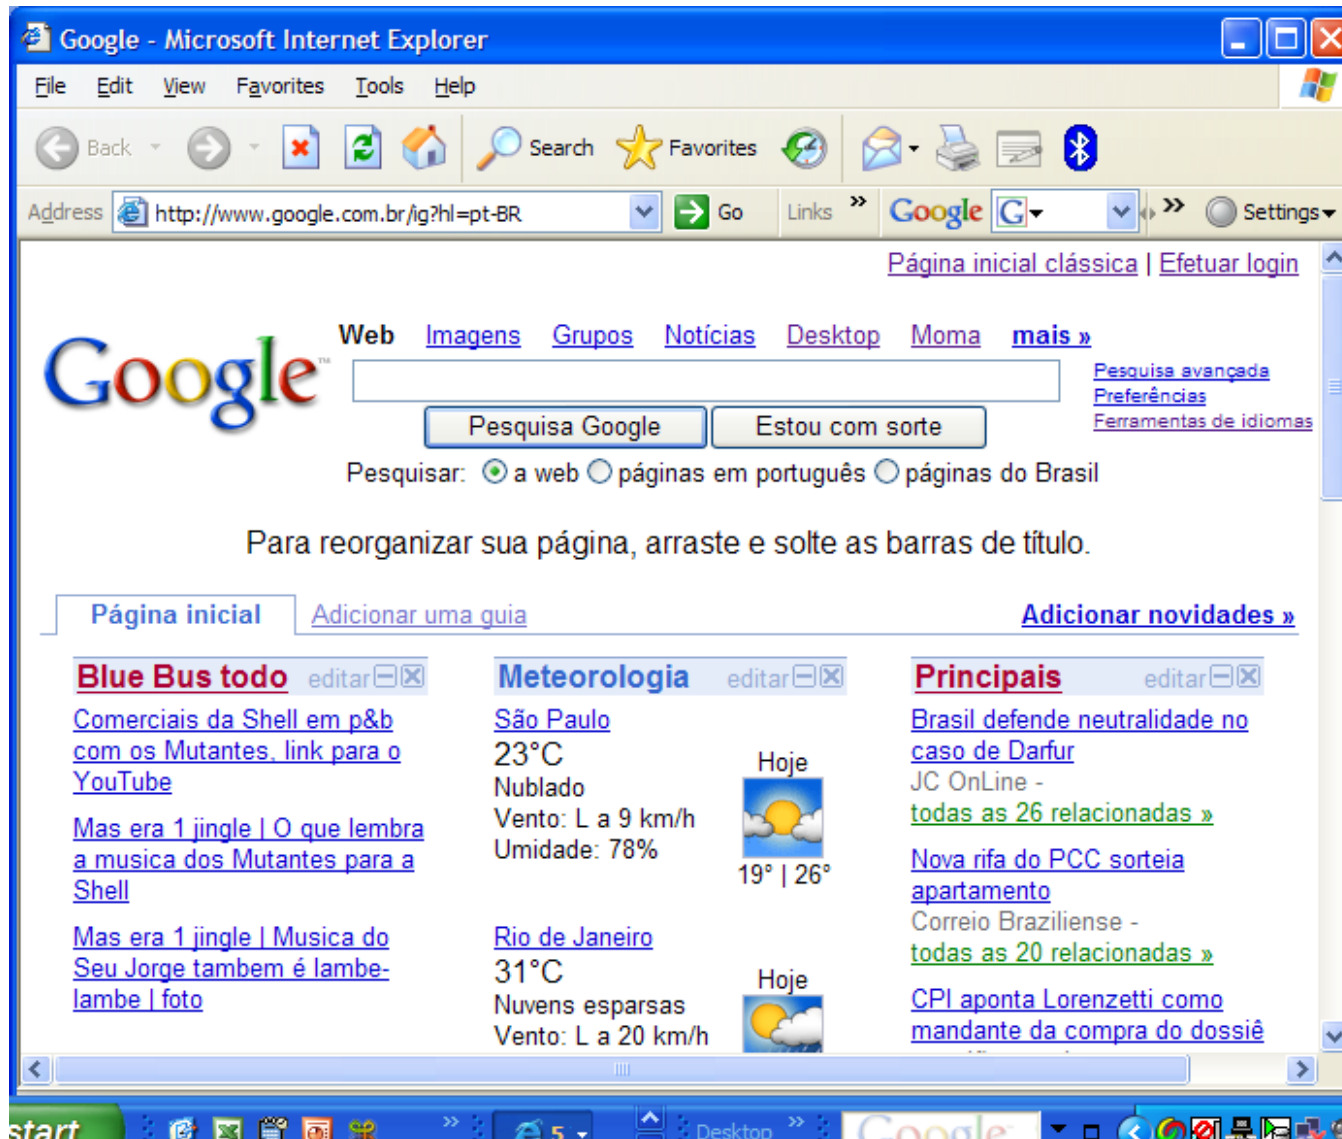 Google - Microsoft Internet Explorer
File Edit View Favorites Tools Help
Back Search Favorites
Address http://www.google.com.br/ig?hl=pt-BR Go Links » Google G » Settings
Página inicial clássica | Efetuar login
Google™
Web Imagens Grupos Notícias Desktop Moma mais »
Pesquisa avançada
Preferências
Ferramentas de idiomas
Pesquisa Google Estou com sorte
Pesquisar: a web páginas em português páginas do Brasil
Para reorganizar sua página, arraste e solte as barras de título.
Página inicial Adicionar uma guia Adicionar novidades »
Blue Bus todo editar
Comerciais da Shell em p&b
com os Mutantes, link para o
YouTube
Mas era 1 jingle | O que lembra
a musica dos Mutantes para a
Shell
Mas era 1 jingle | Musica do
Seu Jorge tambem é lambe-
lambe | foto
Meteorologia editar
São Paulo
23°C
Nublado
Vento: L a 9 km/h
Umidade: 78%
Hoje
19° | 26°
Rio de Janeiro
31°C
Nuvens esparsas
Vento: L a 20 km/h
Hoje
Principais editar
Brasil defende neutralidade no
caso de Darfur
JC OnLine -
todas as 26 relacionadas »
Nova rifa do PCC sorteia
apartamento
Correio Braziliense -
todas as 20 relacionadas »
CPI aponta Lorenzetti como
mandante da compra do dossiê
start » 5 Desktop » Google